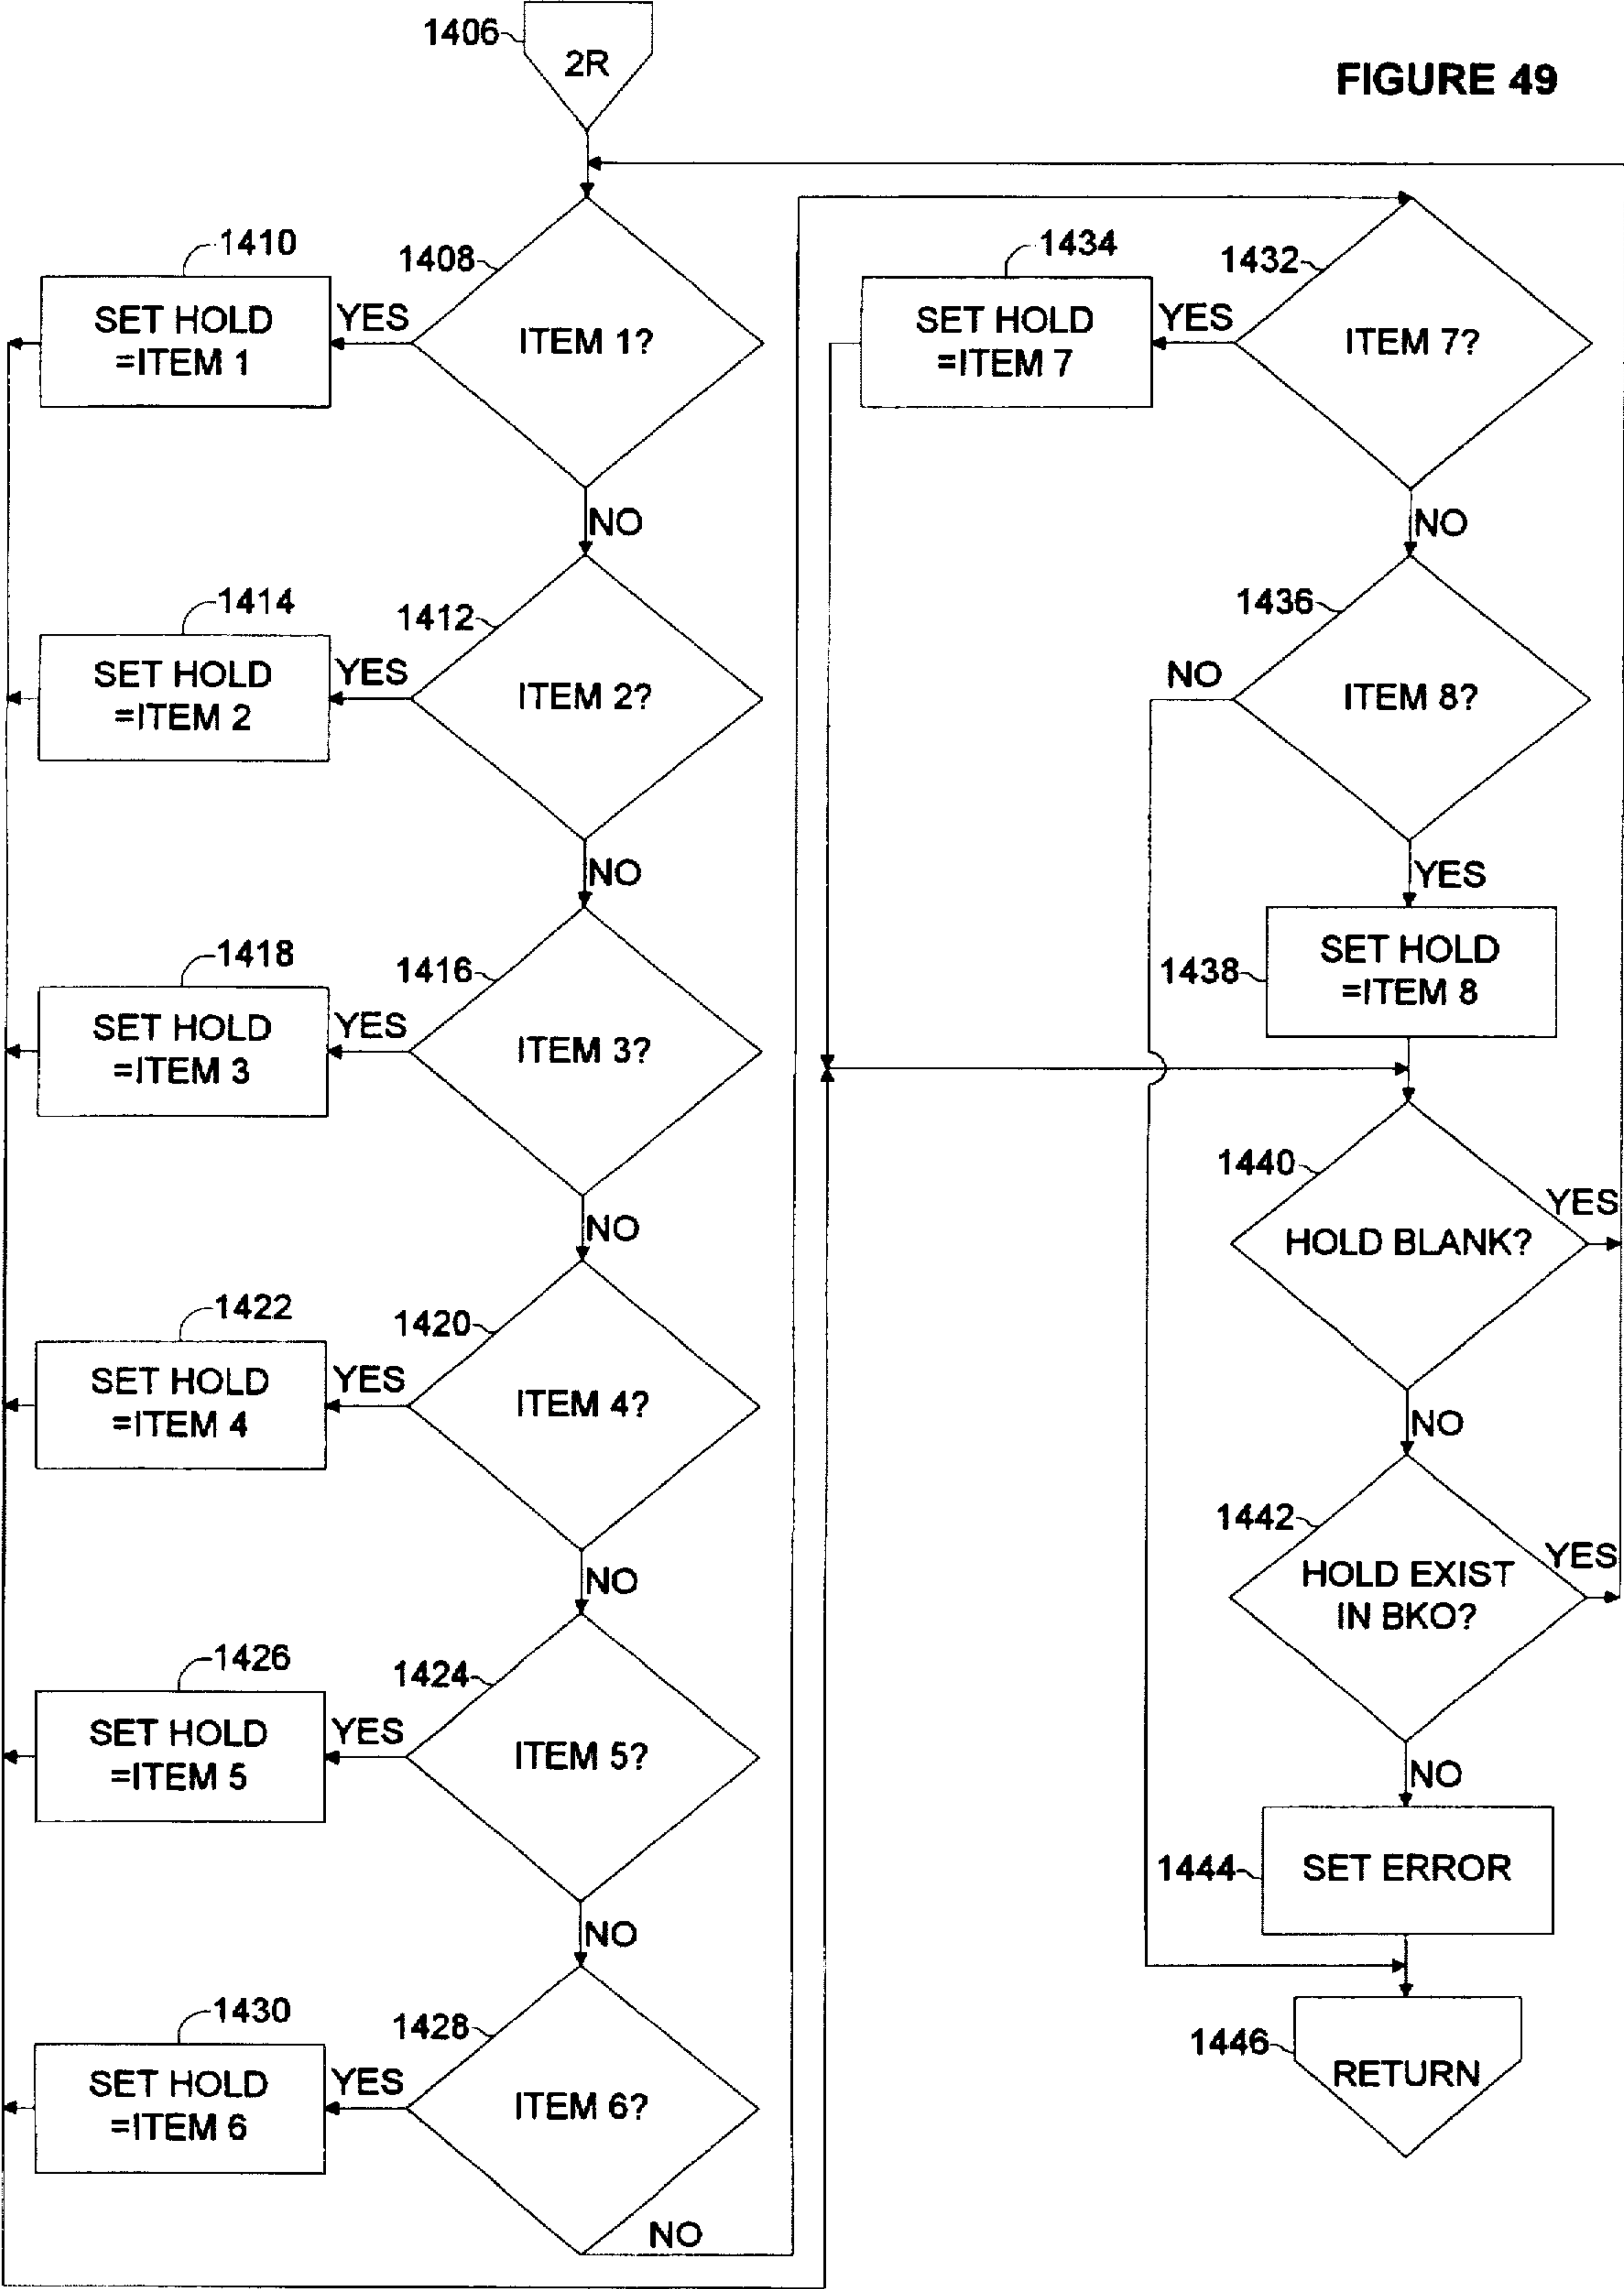 1406
2R
FIGURE 49
1410
SET HOLD
=ITEM 1
YES
1408
ITEM 1?
NO
1414
SET HOLD
=ITEM 2
YES
1412
ITEM 2?
NO
1418
SET HOLD
=ITEM 3
YES
1416
ITEM 3?
NO
1422
SET HOLD
=ITEM 4
YES
1420
ITEM 4?
NO
1426
SET HOLD
=ITEM 5
YES
1424
ITEM 5?
NO
1430
SET HOLD
=ITEM 6
YES
1428
ITEM 6?
NO
1434
SET HOLD
=ITEM 7
YES
1432
ITEM 7?
NO
1436
NO
ITEM 8?
YES
1438
SET HOLD
=ITEM 8
1440
HOLD BLANK?
YES
NO
1442
HOLD EXIST
IN BKO?
YES
NO
1444
SET ERROR
1446
RETURN